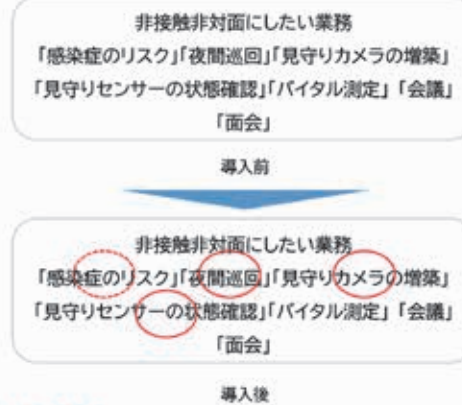 非接触非対面にしたい業務
「感染症のリスク」「夜間巡回」「見守りカメラの増築」
「見守りセンサーの状態確認」「バイタル測定」「会議」
「面会」
導入前
非接触非対面にしたい業務
「感染症のリスク」「夜間巡回」「見守りカメラの増築」
「見守りセンサーの状態確認」「バイタル測定」「会議」
「面会」
導入後